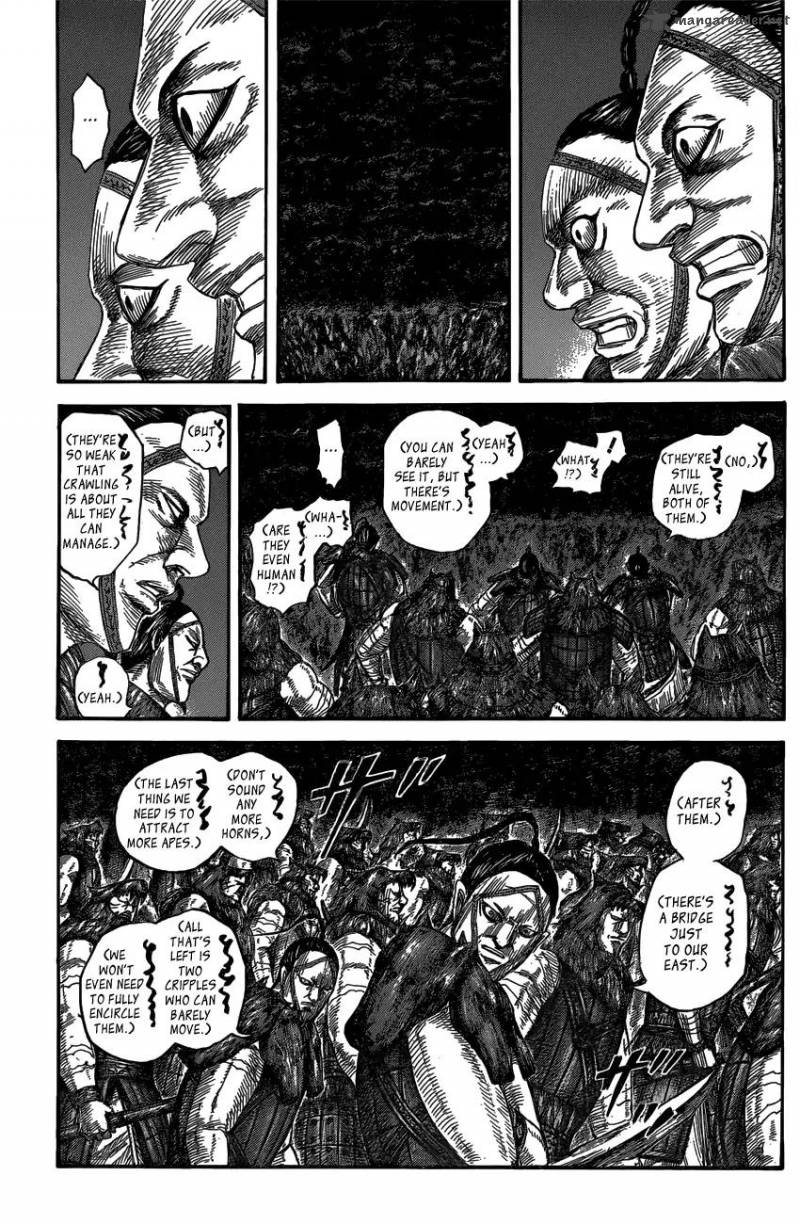 mangareader.net
...
(NO,)
(THEY'RE
STILL
ALIVE,
BOTH OF
THEM.)
!
(WHAT
!?)
(YEAH
...)
(YOU CAN
BARELY
SEE IT, BUT
THERE'S
MOVEMENT.)
...
(WHA-
...)
(ARE
THEY
EVEN
HUMAN
!?)
(BUT
...)
(THEY'RE
SO WEAK
THAT
CRAWLING
IS ABOUT
ALL THEY
CAN
MANAGE.)
(YEAH.)
(AFTER
THEM.)
(THERE'S
A BRIDGE
JUST
TO OUR
EAST.)
ザッ
(DON'T
SOUND
ANY
MORE
HORNS,)
(THE LAST
THING WE
NEED IS TO
ATTRACT
MORE APES.)
(ALL
THAT'S
LEFT IS
TWO
CRIPPLES
WHO CAN
BARELY
MOVE.)
(WE
WON'T
EVEN NEED
TO FULLY
ENCIRCLE
THEM.)
ザッ